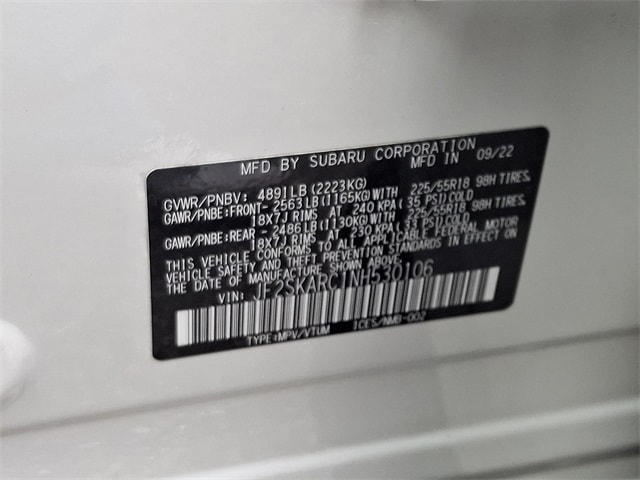 MFD BY SUBARU CORPORATION
MFD IN 09/22
GVWR/PNBV: 4891LB (2223KG)
GAWR/PNBE:FRONT- 2563LB(1165KG)WITH 225/55R18 98H TIRES,
18X7J RIMS AT 240 KPA( 35 PSI)COLD
GAWR/PNBE:REAR - 2486LB(1130KG)WITH 225/55R18 98H TIRES,
18X7J RIMS AT 230 KPA( PSI)COLD
THIS VEHICLE CONFORMS TO ALL APPLICABLE FEDERAL MOTOR
VEHICLE SAFETY AND THEFT PREVENTION STANDARDS IN EFFECT ON
THE DATE OF MANUFACTURE SHOWN ABOVE.
VIN: JF2SKARC1NH530106
TYPE:MPV/VTUM ICES/NMB-002